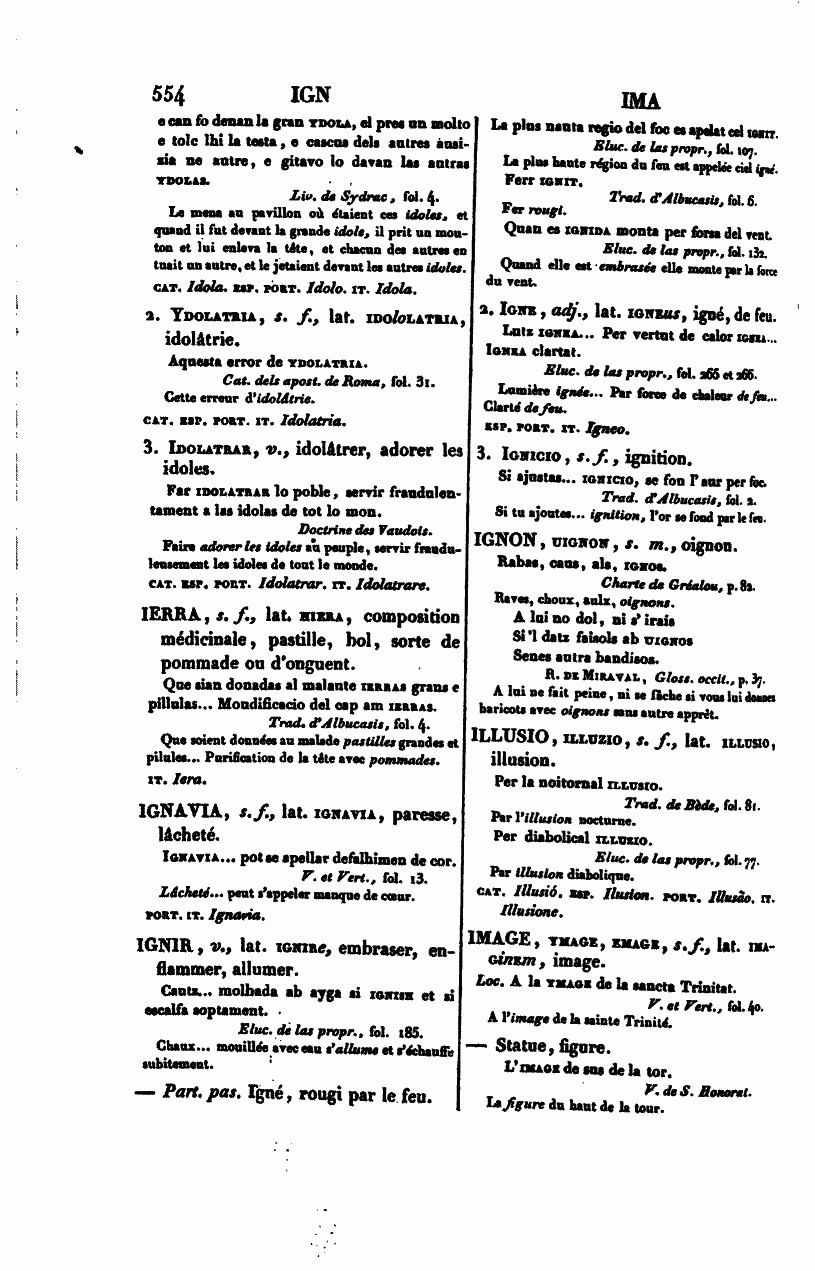 554 IGN
e can fo denan la gran YDOLA, el pres un molto
e tolc lhi la testa, e cascus dels autres ausi-
zia ne autre, e gitavo lo davan las autras
YDOLAS.
Liv. de Sydrac, fol. 4.
Le mena au pavillon où étaient ces idoles, et
quand il fut devant la grande idole, il prit un mou-
ton et lui enleva la tête, et chacun des autres en
tuait un autre, et le jetaient devant les autres idoles.
CAT. Idola. ESP. PORT. Idolo. IT. Idola.
2. YDOLATRIA, s. f., lat. IDOloLATRIA,
idolâtrie.
Aquesta error de YDOLATRIA.
Cat. dels apost. de Roma, fol. 31.
Cette erreur d'idolâtrie.
CAT. ESP. PORT. IT. Idolatria.
3. IDOLATRAR, v., idolâtrer, adorer les
idoles.
Far IDOLATRAR lo poble, servir fraudulen-
tament a las idolas de tot lo mon.
Doctrine des Vaudois.
Faire adorer les idoles au peuple, servir fraudu-
leusement les idoles de tout le monde.
CAT. ESP. PORT. Idolatrar. IT. Idolatrare.
IERRA, s. f., lat. HIERA, composition
médicinale, pastille, bol, sorte de
pommade ou d'onguent.
Que sian donadas al malaute IERRAS grans e
pillulas... Mondificacio del cap am IERRAS.
Trad. d'Albucasis, fol. 4.
Que soient données au malade pastilles grandes et
pilules... Purification de la tête avec pommades.
IT. Iera.
IGNAVIA, s. f., lat. IGNAVIA, paresse,
lâcheté.
IGNAVIA... pot se apellar defalhimen de cor.
V. et Vert., fol. 13.
Lâcheté... peut s'appeler manque de cœur.
PORT. IT. Ignavia.
IGNIR, v., lat. IGNIRe, embraser, en-
flammer, allumer.
Cauta... molhada ab ayga si IGNISH et si
escalfa soptament.
Eluc. de las propr., fol. 185.
Chaux... mouillée avec eau s'allume et s'échauffe
subitement.
— Part. pas. Igné, rougi par le feu.
IMA
La plus nauta regio del foc es apelat cel IGNIT.
Eluc. de las propr., fol. 107.
La plus haute région du feu est appelée ciel igné.
Ferr IGNIT.
Trad. d'Albucasis, fol. 6.
Fer rougi.
Quan es IGNIDA monta per forsa del vent.
Eluc. de las propr., fol. 132.
Quand elle est embrasée elle monte par la force
du vent.
2. IGNE, adj., lat. IGNEus, igné, de feu.
Lutz IGNEA... Per vertut de calor IGNEA...
IGNEA clartat.
Eluc. de las propr., fol. 265 et 266.
Lumière ignée... Par force de chaleur de feu...
Clarté de feu.
ESP. PORT. IT. Igneo.
3. IGNICIO, s. f., ignition.
Si ajustas... IGNICIO, se fon l'aur per foc.
Trad. d'Albucasis, fol. 2.
Si tu ajoutes... ignition, l'or se fond par le feu.
IGNON, UIGNON, s. m., oignon.
Rabas, caus, als, IGNOS.
Charte de Gréalou, p. 82.
Raves, choux, aulx, oignons.
A lui no dol, ni s'irais
Si 'l datz faisols ab UIGNOS
Senes autra bandisos.
R. DE MIRAVAL, Gloss. occit., p. 37.
A lui ne fait peine, ni se fâche si vous lui donnez
haricots avec oignons sans autre apprêt.
ILLUSIO, ILLUZIO, s. f., lat. ILLUSIO,
illusion.
Per la noitornal ILLUSIO.
Trad. de Bède, fol. 81.
Par l'illusion nocturne.
Per diabolical ILLUZIO.
Eluc. de las propr., fol. 77.
Par illusion diabolique.
CAT. Illusió. ESP. Ilusion. PORT. Illusão. IT.
Illusione.
IMAGE, YMAGE, EMAGE, s. f., lat. IMA-
GinEm, image.
Loc. A la YMAGE de la sancta Trinitat.
V. et Vert., fol. 40.
A l'image de la sainte Trinité.
— Statue, figure.
L'IMAGE de sus de la tor.
V. de S. Honorat.
La figure du haut de la tour.